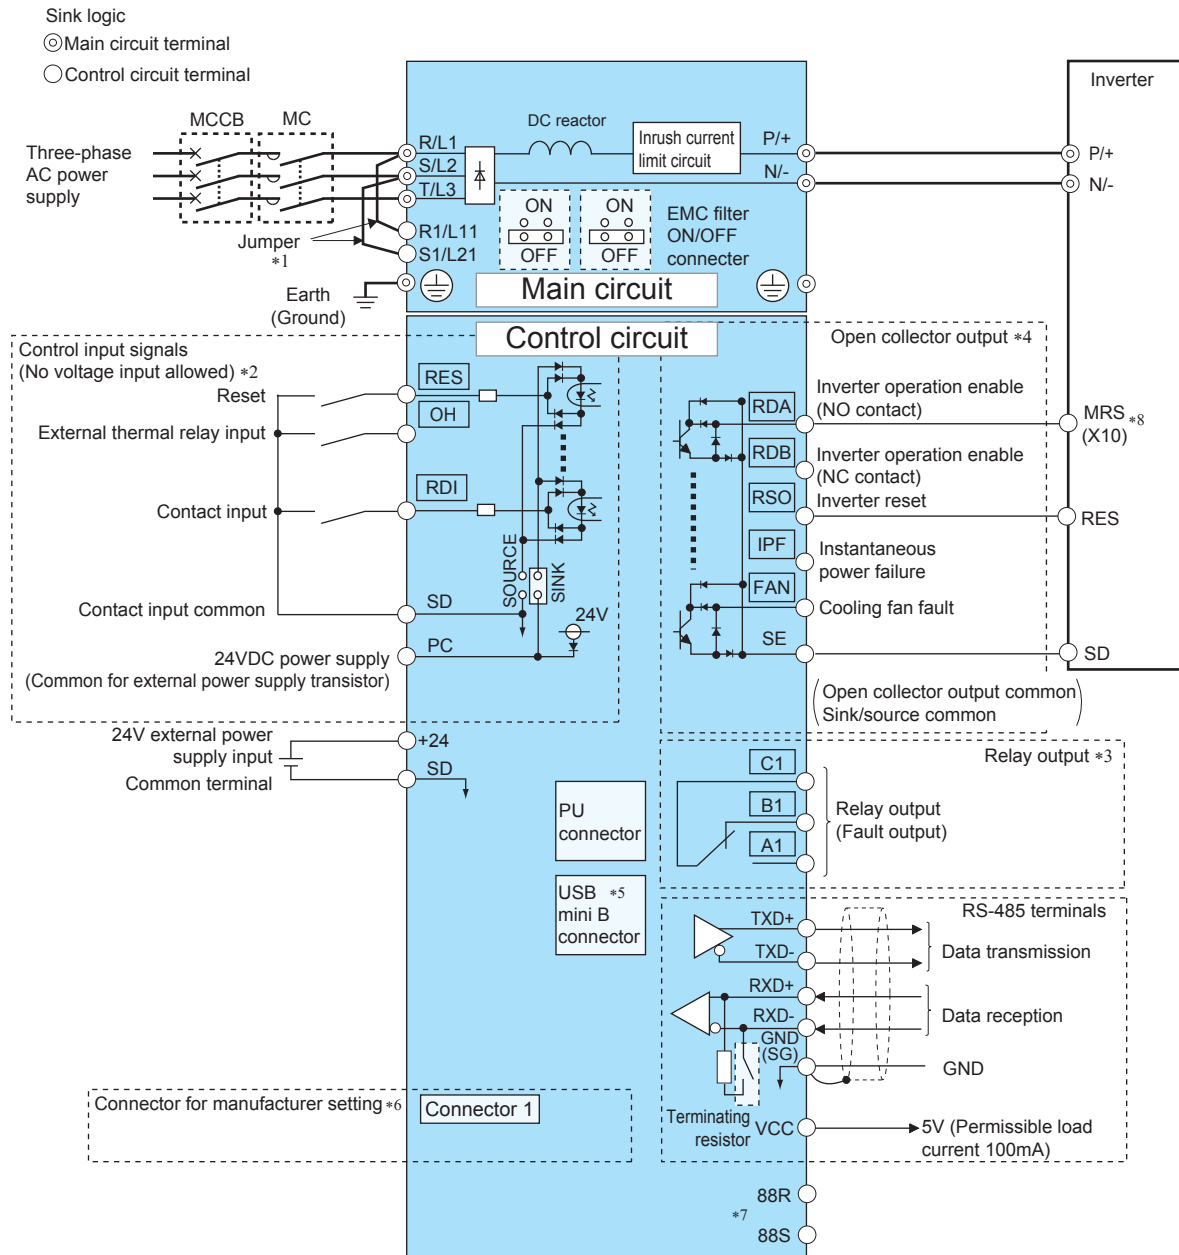 Sink logic
Main circuit terminal
Control circuit terminal
MCCB
MC
Three-phase
AC power
supply
Jumper
*1
Earth
(Ground)
R/L1
S/L2
T/L3
R1/L11
S1/L21
DC reactor
Inrush current
limit circuit
P/+
N/-
ON
OFF
ON
OFF
EMC filter
ON/OFF
connecter
Main circuit
Inverter
P/+
N/-
Control circuit
Control input signals
(No voltage input allowed) *2
Reset
External thermal relay input
Contact input
Contact input common
24VDC power supply
(Common for external power supply transistor)
RES
OH
RDI
SD
PC
SOURCE
SINK
24V
Open collector output *4
RDA
RDB
RSO
IPF
FAN
SE
Inverter operation enable
(NO contact)
Inverter operation enable
(NC contact)
Inverter reset
Instantaneous
power failure
Cooling fan fault
MRS
(X10) *8
RES
SD
Open collector output common
Sink/source common
24V external power
supply input
Common terminal
+24
SD
PU
connector
USB *5
mini B
connector
Relay output *3
C1
B1
A1
Relay output
(Fault output)
RS-485 terminals
TXD+
TXD-
RXD+
RXD-
GND
(SG)
Data transmission
Data reception
GND
Terminating
resistor
VCC
5V (Permissible load
current 100mA)
Connector for manufacturer setting *6
Connector 1
88R
*7
88S